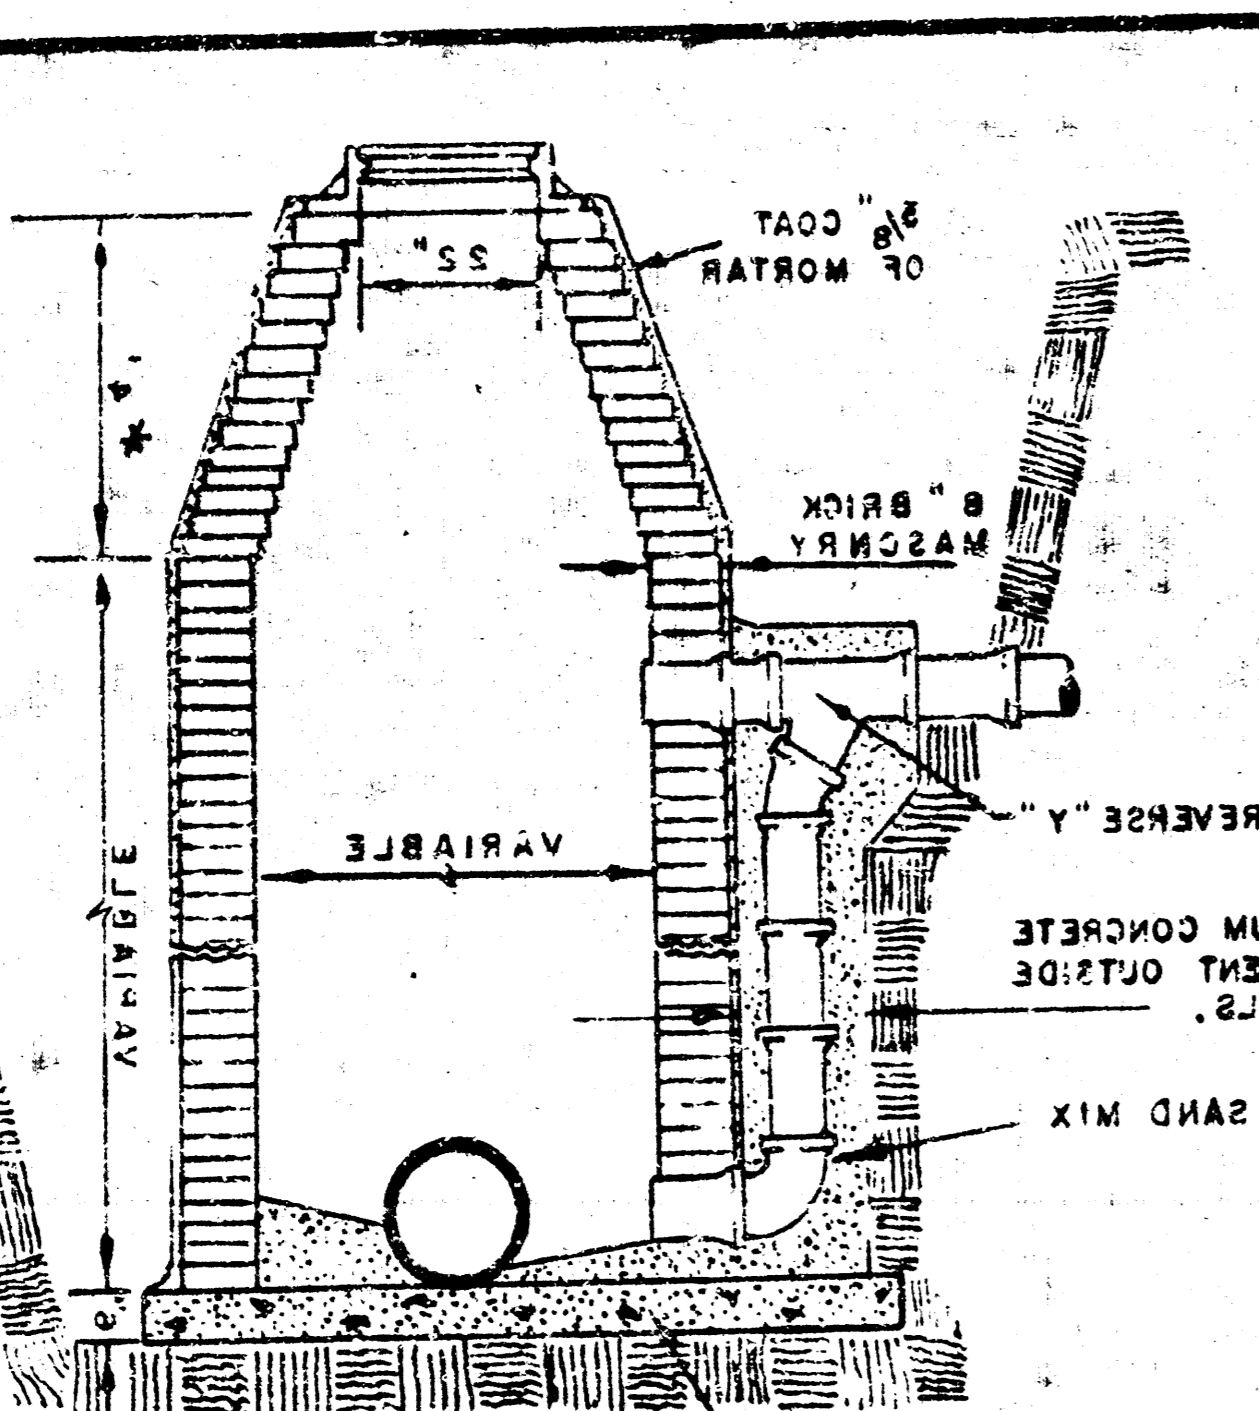 3/8" COAT
OF MORTAR
22"
* 4'
8" BRICK
MASONRY
REVERSE "Y"
VARIABLE
VARIABLE
UM CONCRETE
ENT OUTSIDE
LS.
SAND MIX
6"